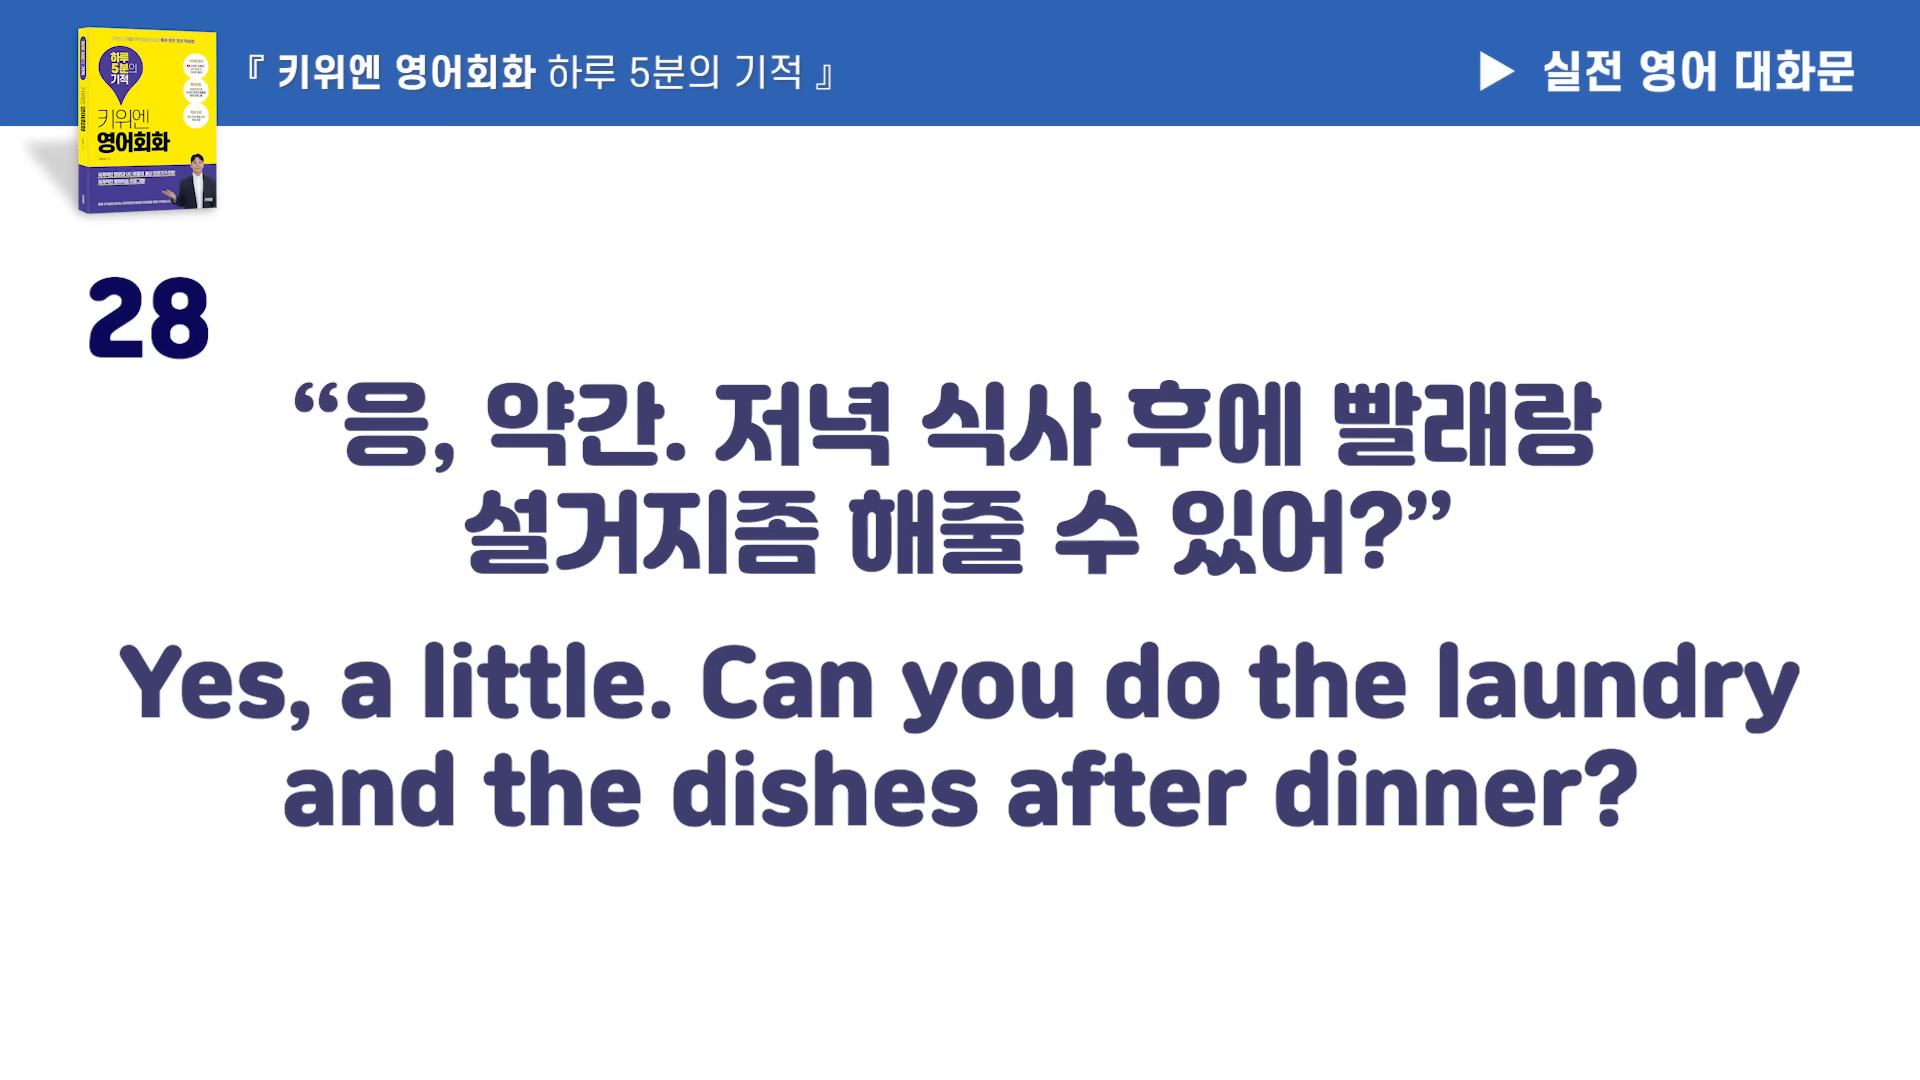 『 키위엔 영어회화 하루 5분의 기적 』
▶ 실전 영어 대화문
하루
5분의
기적
키위엔
영어회화
28
“응, 약간. 저녁 식사 후에 빨래랑
설거지좀 해줄 수 있어?”
Yes, a little. Can you do the laundry
and the dishes after dinner?